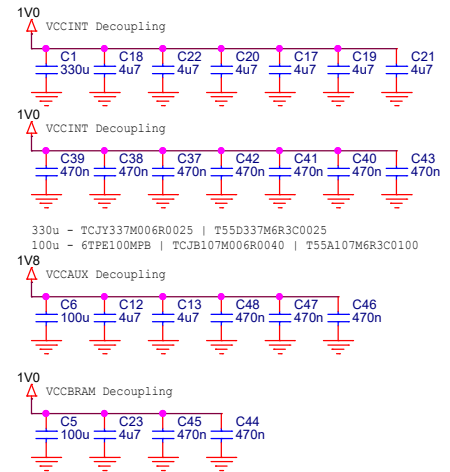 1V0
VCCINT Decoupling
C1 C18 C22 C20 C17 C19 C21
330u 4u7 4u7 4u7 4u7 4u7 4u7
1V0
VCCINT Decoupling
C39 C38 C37 C42 C41 C40 C43
470n 470n 470n 470n 470n 470n 470n
330u - TCJY337M006R0025 | T55D337M6R3C0025
100u - 6TPE100MPB | TCJB107M006R0040 | T55A107M6R3C0100
1V8
VCCAUX Decoupling
C6 C12 C13 C48 C47 C46
100u 4u7 4u7 470n 470n 470n
1V0
VCCBRAM Decoupling
C5 C23 C45 C44
100u 4u7 470n 470n